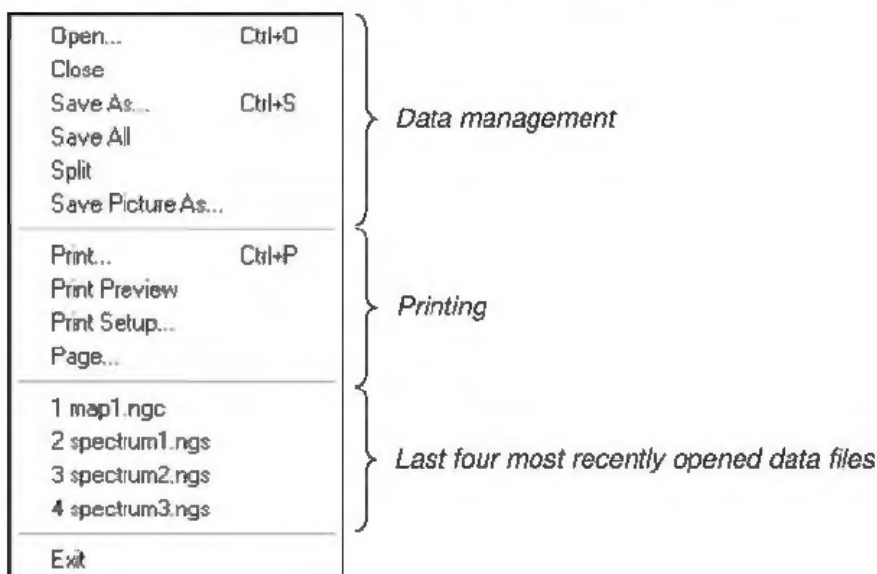 Open... Ctrl+O
Close
Save As... Ctrl+S
Save All
Split
Save Picture As...
Data management
Print... Ctrl+P
Print Preview
Print Setup...
Page...
Printing
1 map1.ngc
2 spectrum1.ngs
3 spectrum2.ngs
4 spectrum3.ngs
Last four most recently opened data files
Exit